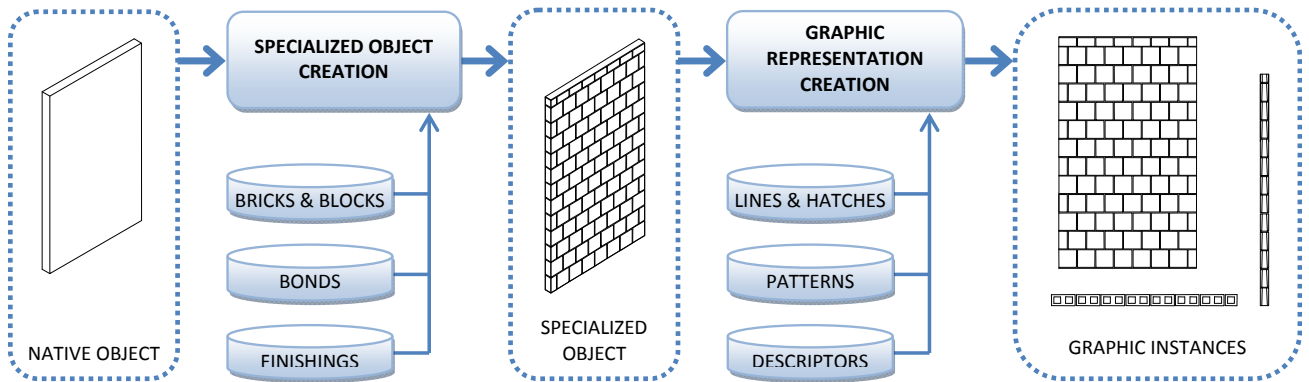 NATIVE OBJECT
SPECIALIZED OBJECT
CREATION
BRICKS & BLOCKS
BONDS
FINISHINGS
SPECIALIZED
OBJECT
GRAPHIC
REPRESENTATION
CREATION
LINES & HATCHES
PATTERNS
DESCRIPTORS
GRAPHIC INSTANCES